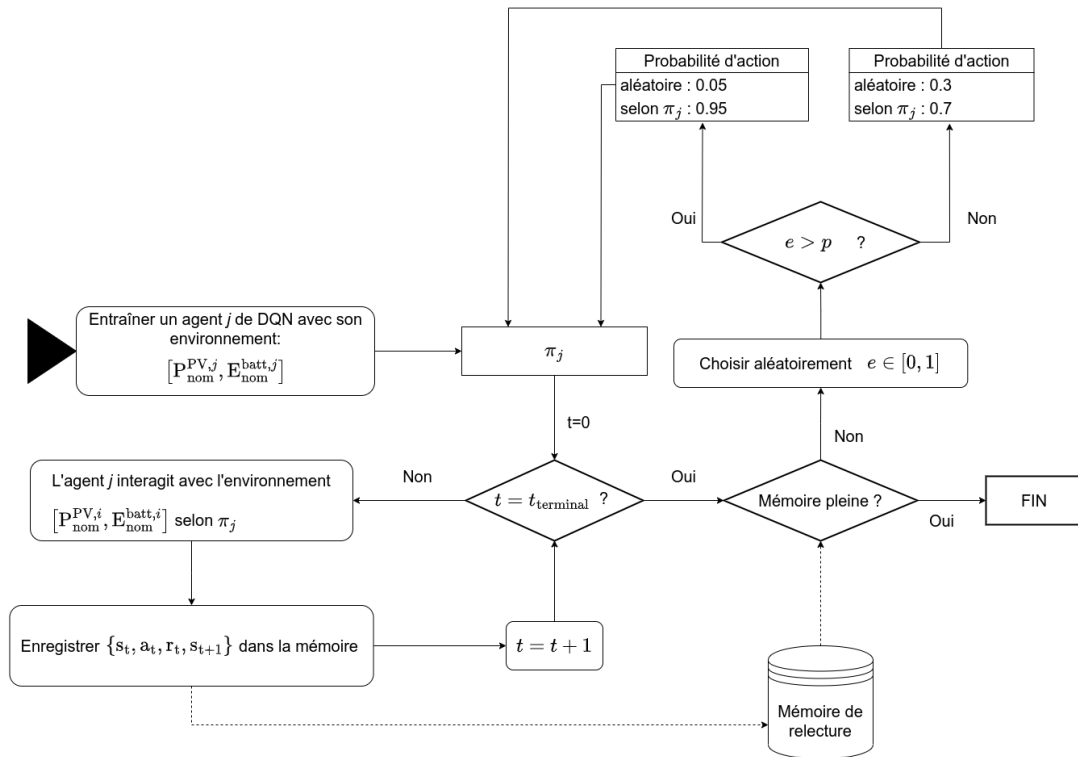 Probabilité d'action
aléatoire : 0.05
selon π_j : 0.95
Probabilité d'action
aléatoire : 0.3
selon π_j : 0.7
Oui
e > p ?
Non
Entraîner un agent j de DQN avec son
environnement:
[P_nom^{PV,j}, E_nom^{batt,j}]
π_j
Choisir aléatoirement e ∈ [0, 1]
t=0
Non
L'agent j interagit avec l'environnement
[P_nom^{PV,i}, E_nom^{batt,i}] selon π_j
Non
t = t_terminal ?
Oui
Mémoire pleine ?
Oui
FIN
Enregistrer {s_t, a_t, r_t, s_{t+1}} dans la mémoire
t = t + 1
Mémoire de
relecture